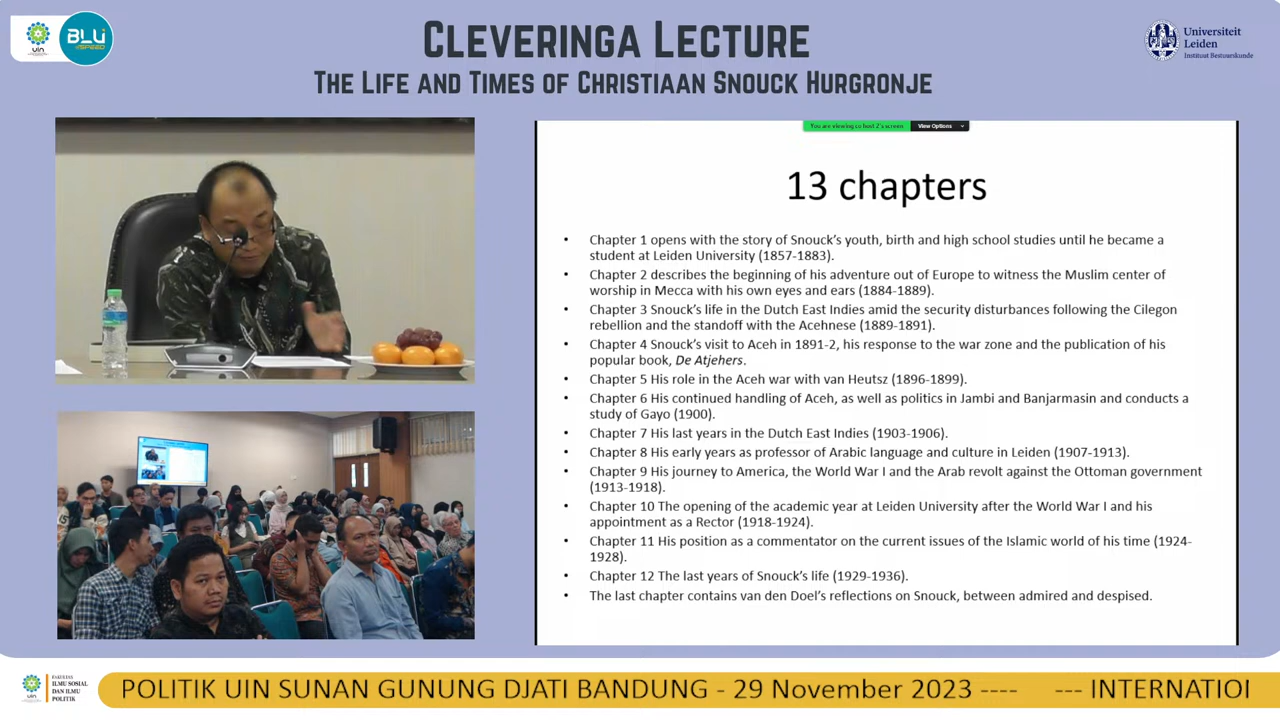 uin
BLU
SPEED
CLEVERINGA LECTURE
THE LIFE AND TIMES OF CHRISTIAAN SNOUCK HURGRONJE
Universiteit
Leiden
Instituut Bestuurskunde
You are viewing co host 2's screen
View Options
13 chapters
• Chapter 1 opens with the story of Snouck's youth, birth and high school studies until he became a
student at Leiden University (1857-1883).
• Chapter 2 describes the beginning of his adventure out of Europe to witness the Muslim center of
worship in Mecca with his own eyes and ears (1884-1889).
• Chapter 3 Snouck's life in the Dutch East Indies amid the security disturbances following the Cilegon
rebellion and the standoff with the Acehnese (1889-1891).
• Chapter 4 Snouck's visit to Aceh in 1891-2, his response to the war zone and the publication of his
popular book, De Atjehers.
• Chapter 5 His role in the Aceh war with van Heutsz (1896-1899).
• Chapter 6 His continued handling of Aceh, as well as politics in Jambi and Banjarmasin and conducts a
study of Gayo (1900).
• Chapter 7 His last years in the Dutch East Indies (1903-1906).
• Chapter 8 His early years as professor of Arabic language and culture in Leiden (1907-1913).
• Chapter 9 His journey to America, the World War I and the Arab revolt against the Ottoman government
(1913-1918).
• Chapter 10 The opening of the academic year at Leiden University after the World War I and his
appointment as a Rector (1918-1924).
• Chapter 11 His position as a commentator on the current issues of the Islamic world of his time (1924-
1928).
• Chapter 12 The last years of Snouck's life (1929-1936).
• The last chapter contains van den Doel's reflections on Snouck, between admired and despised.
uin
FAKULTAS
ILMU SOSIAL
DAN ILMU
POLITIK
POLITIK UIN SUNAN GUNUNG DJATI BANDUNG - 29 November 2023 ---- --- INTERNATIO